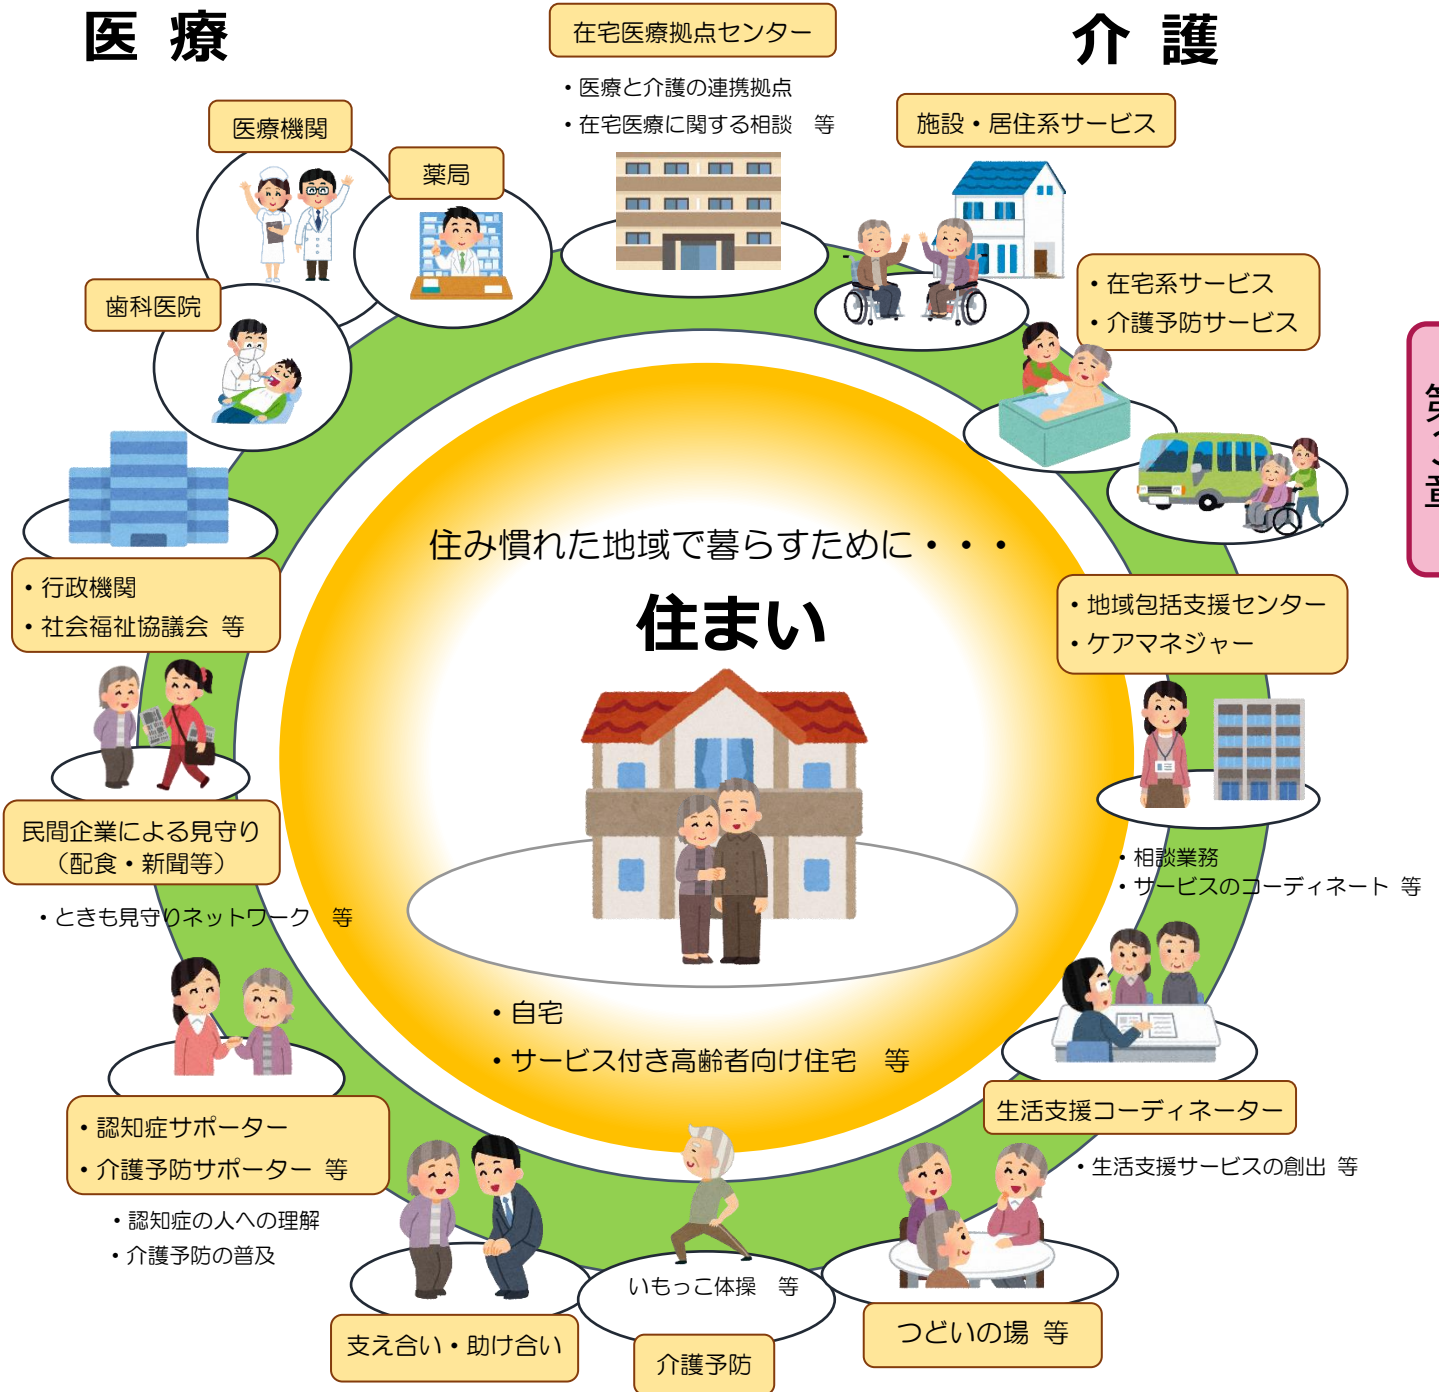 医 療
在宅医療拠点センター
・医療と介護の連携拠点
・在宅医療に関する相談　等
介 護
医療機関
薬局
歯科医院
施設・居住系サービス
・在宅系サービス
・介護予防サービス
住み慣れた地域で暮らすために・・・
住まい
・自宅
・サービス付き高齢者向け住宅　等
・行政機関
・社会福祉協議会 等
・地域包括支援センター
・ケアマネジャー
・相談業務
・サービスのコーディネート 等
民間企業による見守り
（配食・新聞等）
・ときも見守りネットワーク　等
生活支援コーディネーター
・生活支援サービスの創出 等
・認知症サポーター
・介護予防サポーター 等
・認知症の人への理解
・介護予防の普及
支え合い・助け合い
いもっこ体操　等
介護予防
つどいの場 等